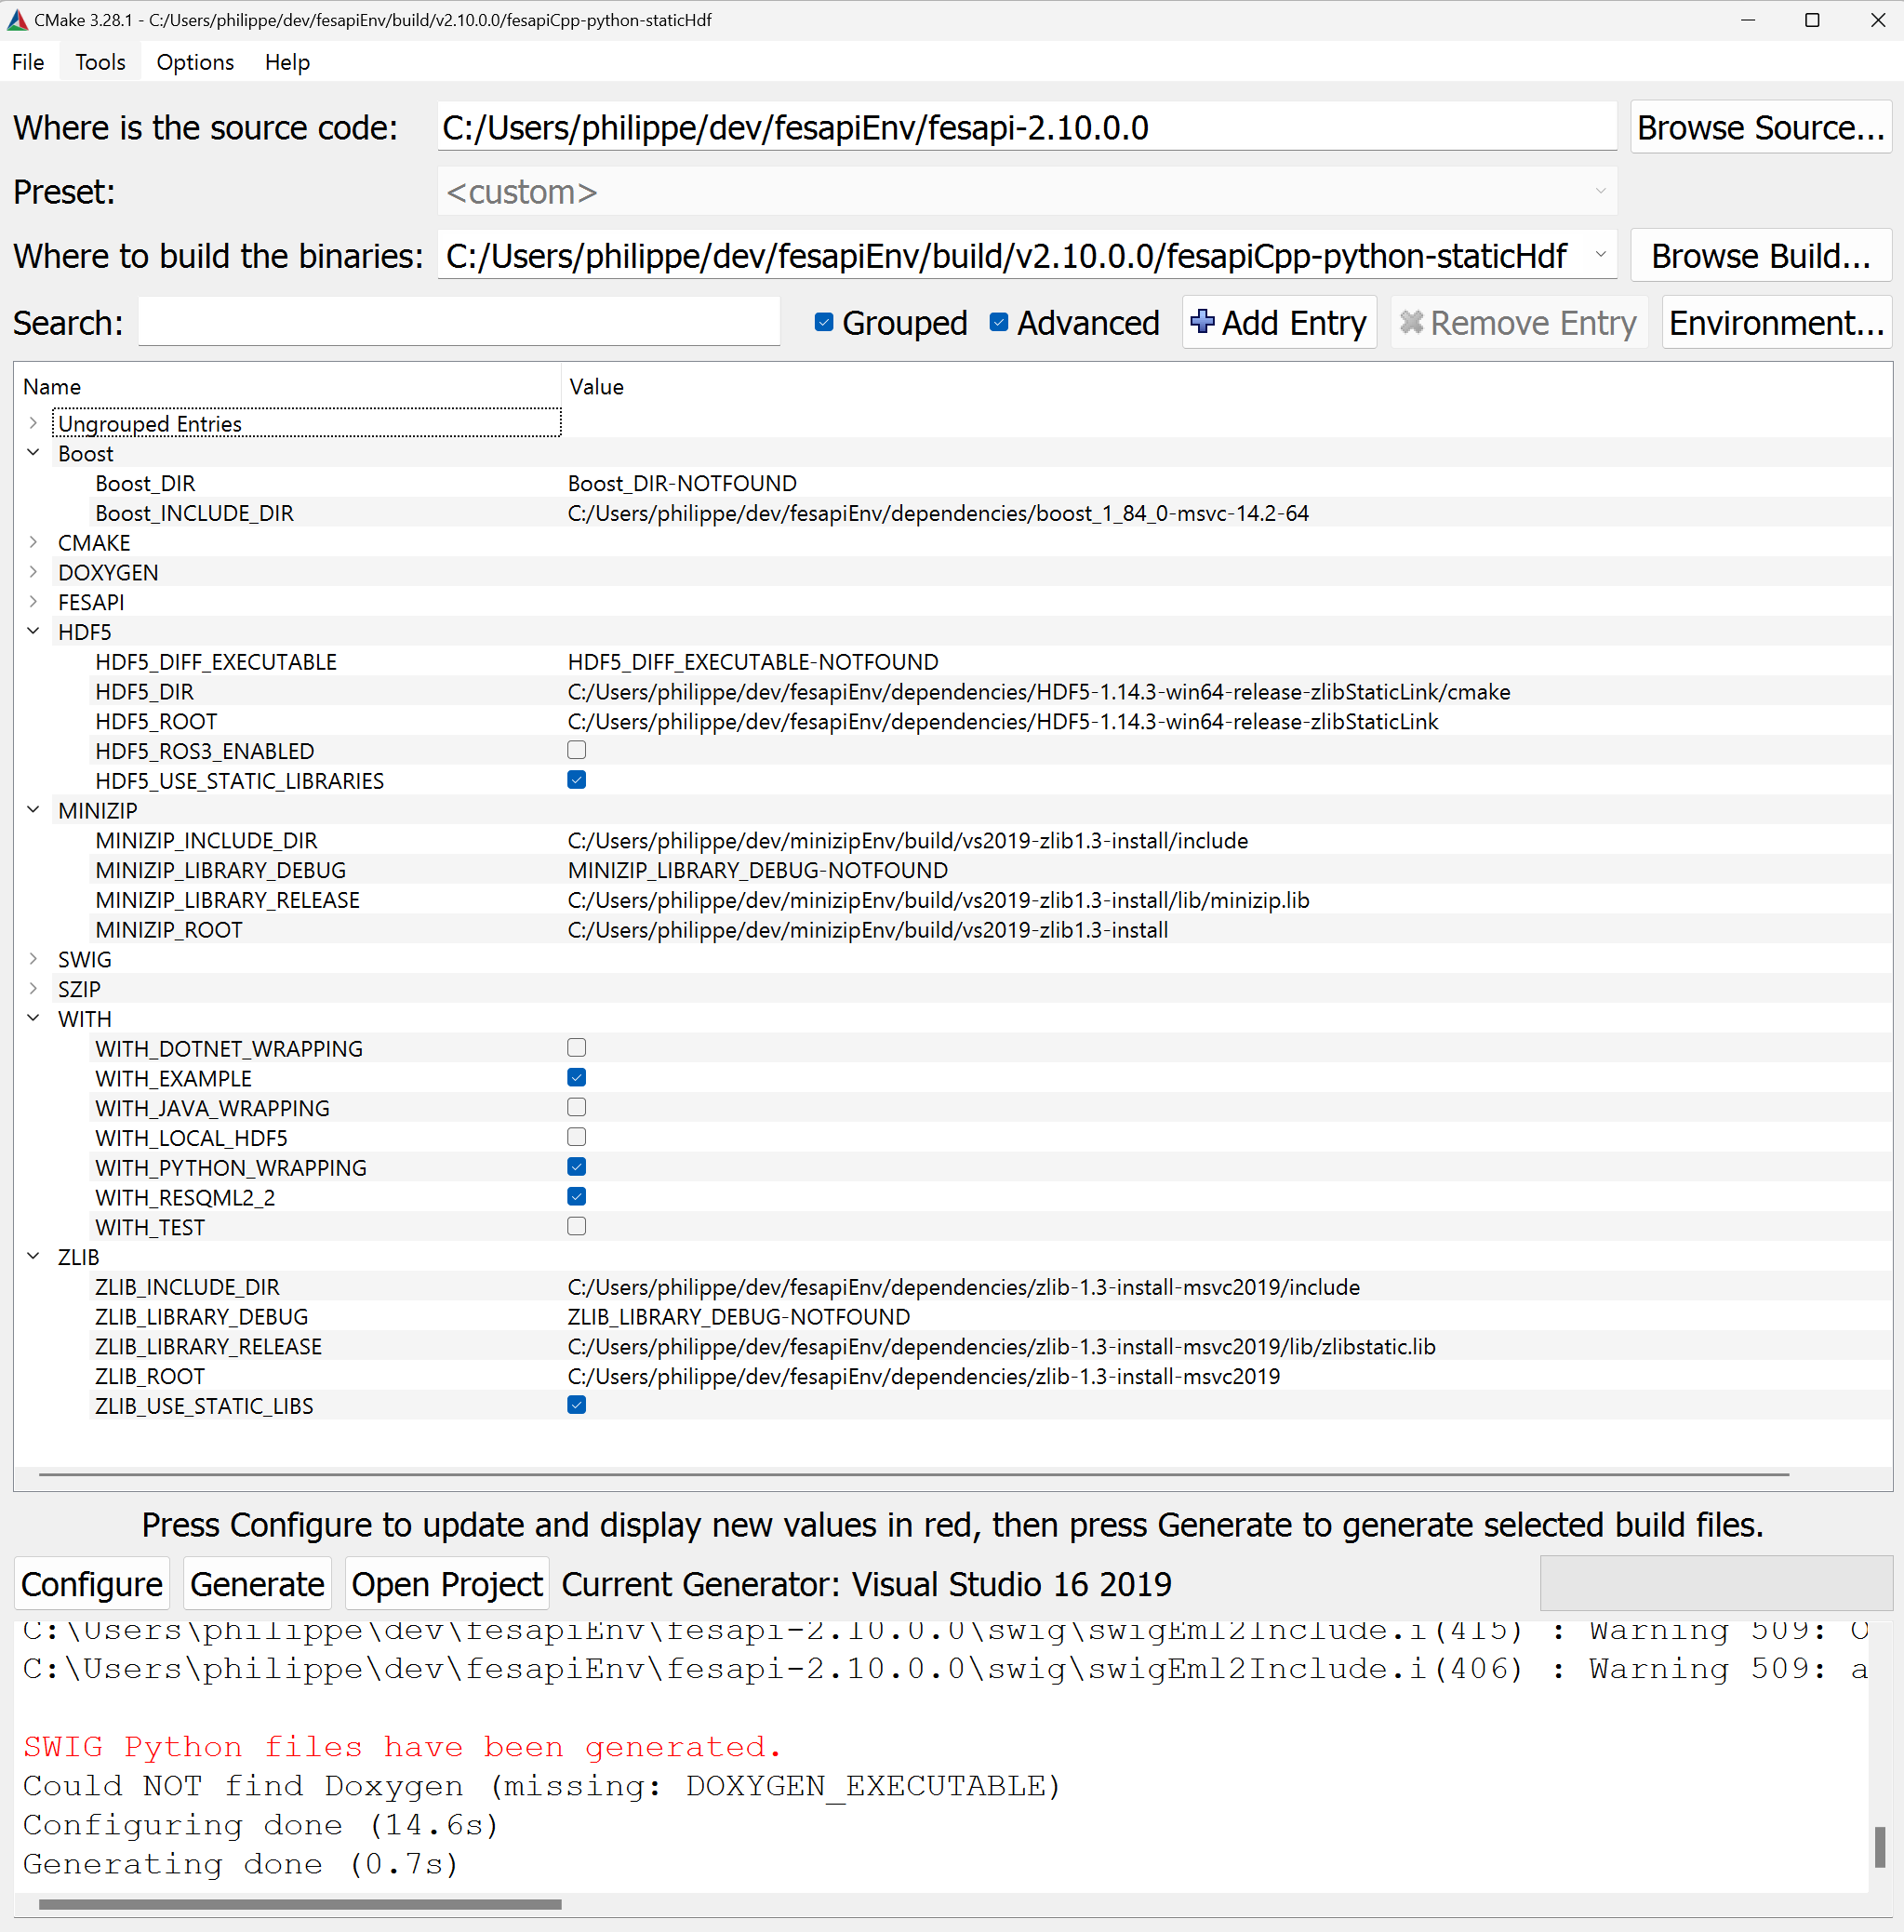 CMake 3.28.1 - C:/Users/philippe/dev/fesapiEnv/build/v2.10.0.0/fesapiCpp-python-staticHdf
File Tools Options Help
Where is the source code: C:/Users/philippe/dev/fesapiEnv/fesapi-2.10.0.0 Browse Source...
Preset: <custom>
Where to build the binaries: C:/Users/philippe/dev/fesapiEnv/build/v2.10.0.0/fesapiCpp-python-staticHdf Browse Build...
Search: Grouped Advanced Add Entry Remove Entry Environment...
Name Value
Ungrouped Entries
Boost
Boost_DIR Boost_DIR-NOTFOUND
Boost_INCLUDE_DIR C:/Users/philippe/dev/fesapiEnv/dependencies/boost_1_84_0-msvc-14.2-64
CMAKE
DOXYGEN
FESAPI
HDF5
HDF5_DIFF_EXECUTABLE HDF5_DIFF_EXECUTABLE-NOTFOUND
HDF5_DIR C:/Users/philippe/dev/fesapiEnv/dependencies/HDF5-1.14.3-win64-release-zlibStaticLink/cmake
HDF5_ROOT C:/Users/philippe/dev/fesapiEnv/dependencies/HDF5-1.14.3-win64-release-zlibStaticLink
HDF5_ROS3_ENABLED
HDF5_USE_STATIC_LIBRARIES
MINIZIP
MINIZIP_INCLUDE_DIR C:/Users/philippe/dev/minizipEnv/build/vs2019-zlib1.3-install/include
MINIZIP_LIBRARY_DEBUG MINIZIP_LIBRARY_DEBUG-NOTFOUND
MINIZIP_LIBRARY_RELEASE C:/Users/philippe/dev/minizipEnv/build/vs2019-zlib1.3-install/lib/minizip.lib
MINIZIP_ROOT C:/Users/philippe/dev/minizipEnv/build/vs2019-zlib1.3-install
SWIG
SZIP
WITH
WITH_DOTNET_WRAPPING
WITH_EXAMPLE
WITH_JAVA_WRAPPING
WITH_LOCAL_HDF5
WITH_PYTHON_WRAPPING
WITH_RESQML2_2
WITH_TEST
ZLIB
ZLIB_INCLUDE_DIR C:/Users/philippe/dev/fesapiEnv/dependencies/zlib-1.3-install-msvc2019/include
ZLIB_LIBRARY_DEBUG ZLIB_LIBRARY_DEBUG-NOTFOUND
ZLIB_LIBRARY_RELEASE C:/Users/philippe/dev/fesapiEnv/dependencies/zlib-1.3-install-msvc2019/lib/zlibstatic.lib
ZLIB_ROOT C:/Users/philippe/dev/fesapiEnv/dependencies/zlib-1.3-install-msvc2019
ZLIB_USE_STATIC_LIBS
Press Configure to update and display new values in red, then press Generate to generate selected build files.
Configure Generate Open Project Current Generator: Visual Studio 16 2019
C:\Users\philippe\dev\fesapiEnv\fesapi-2.10.0.0\swig\swigEml2Include.i(415) : Warning 509: O
C:\Users\philippe\dev\fesapiEnv\fesapi-2.10.0.0\swig\swigEml2Include.i(406) : Warning 509: a
SWIG Python files have been generated.
Could NOT find Doxygen (missing: DOXYGEN_EXECUTABLE)
Configuring done (14.6s)
Generating done (0.7s)